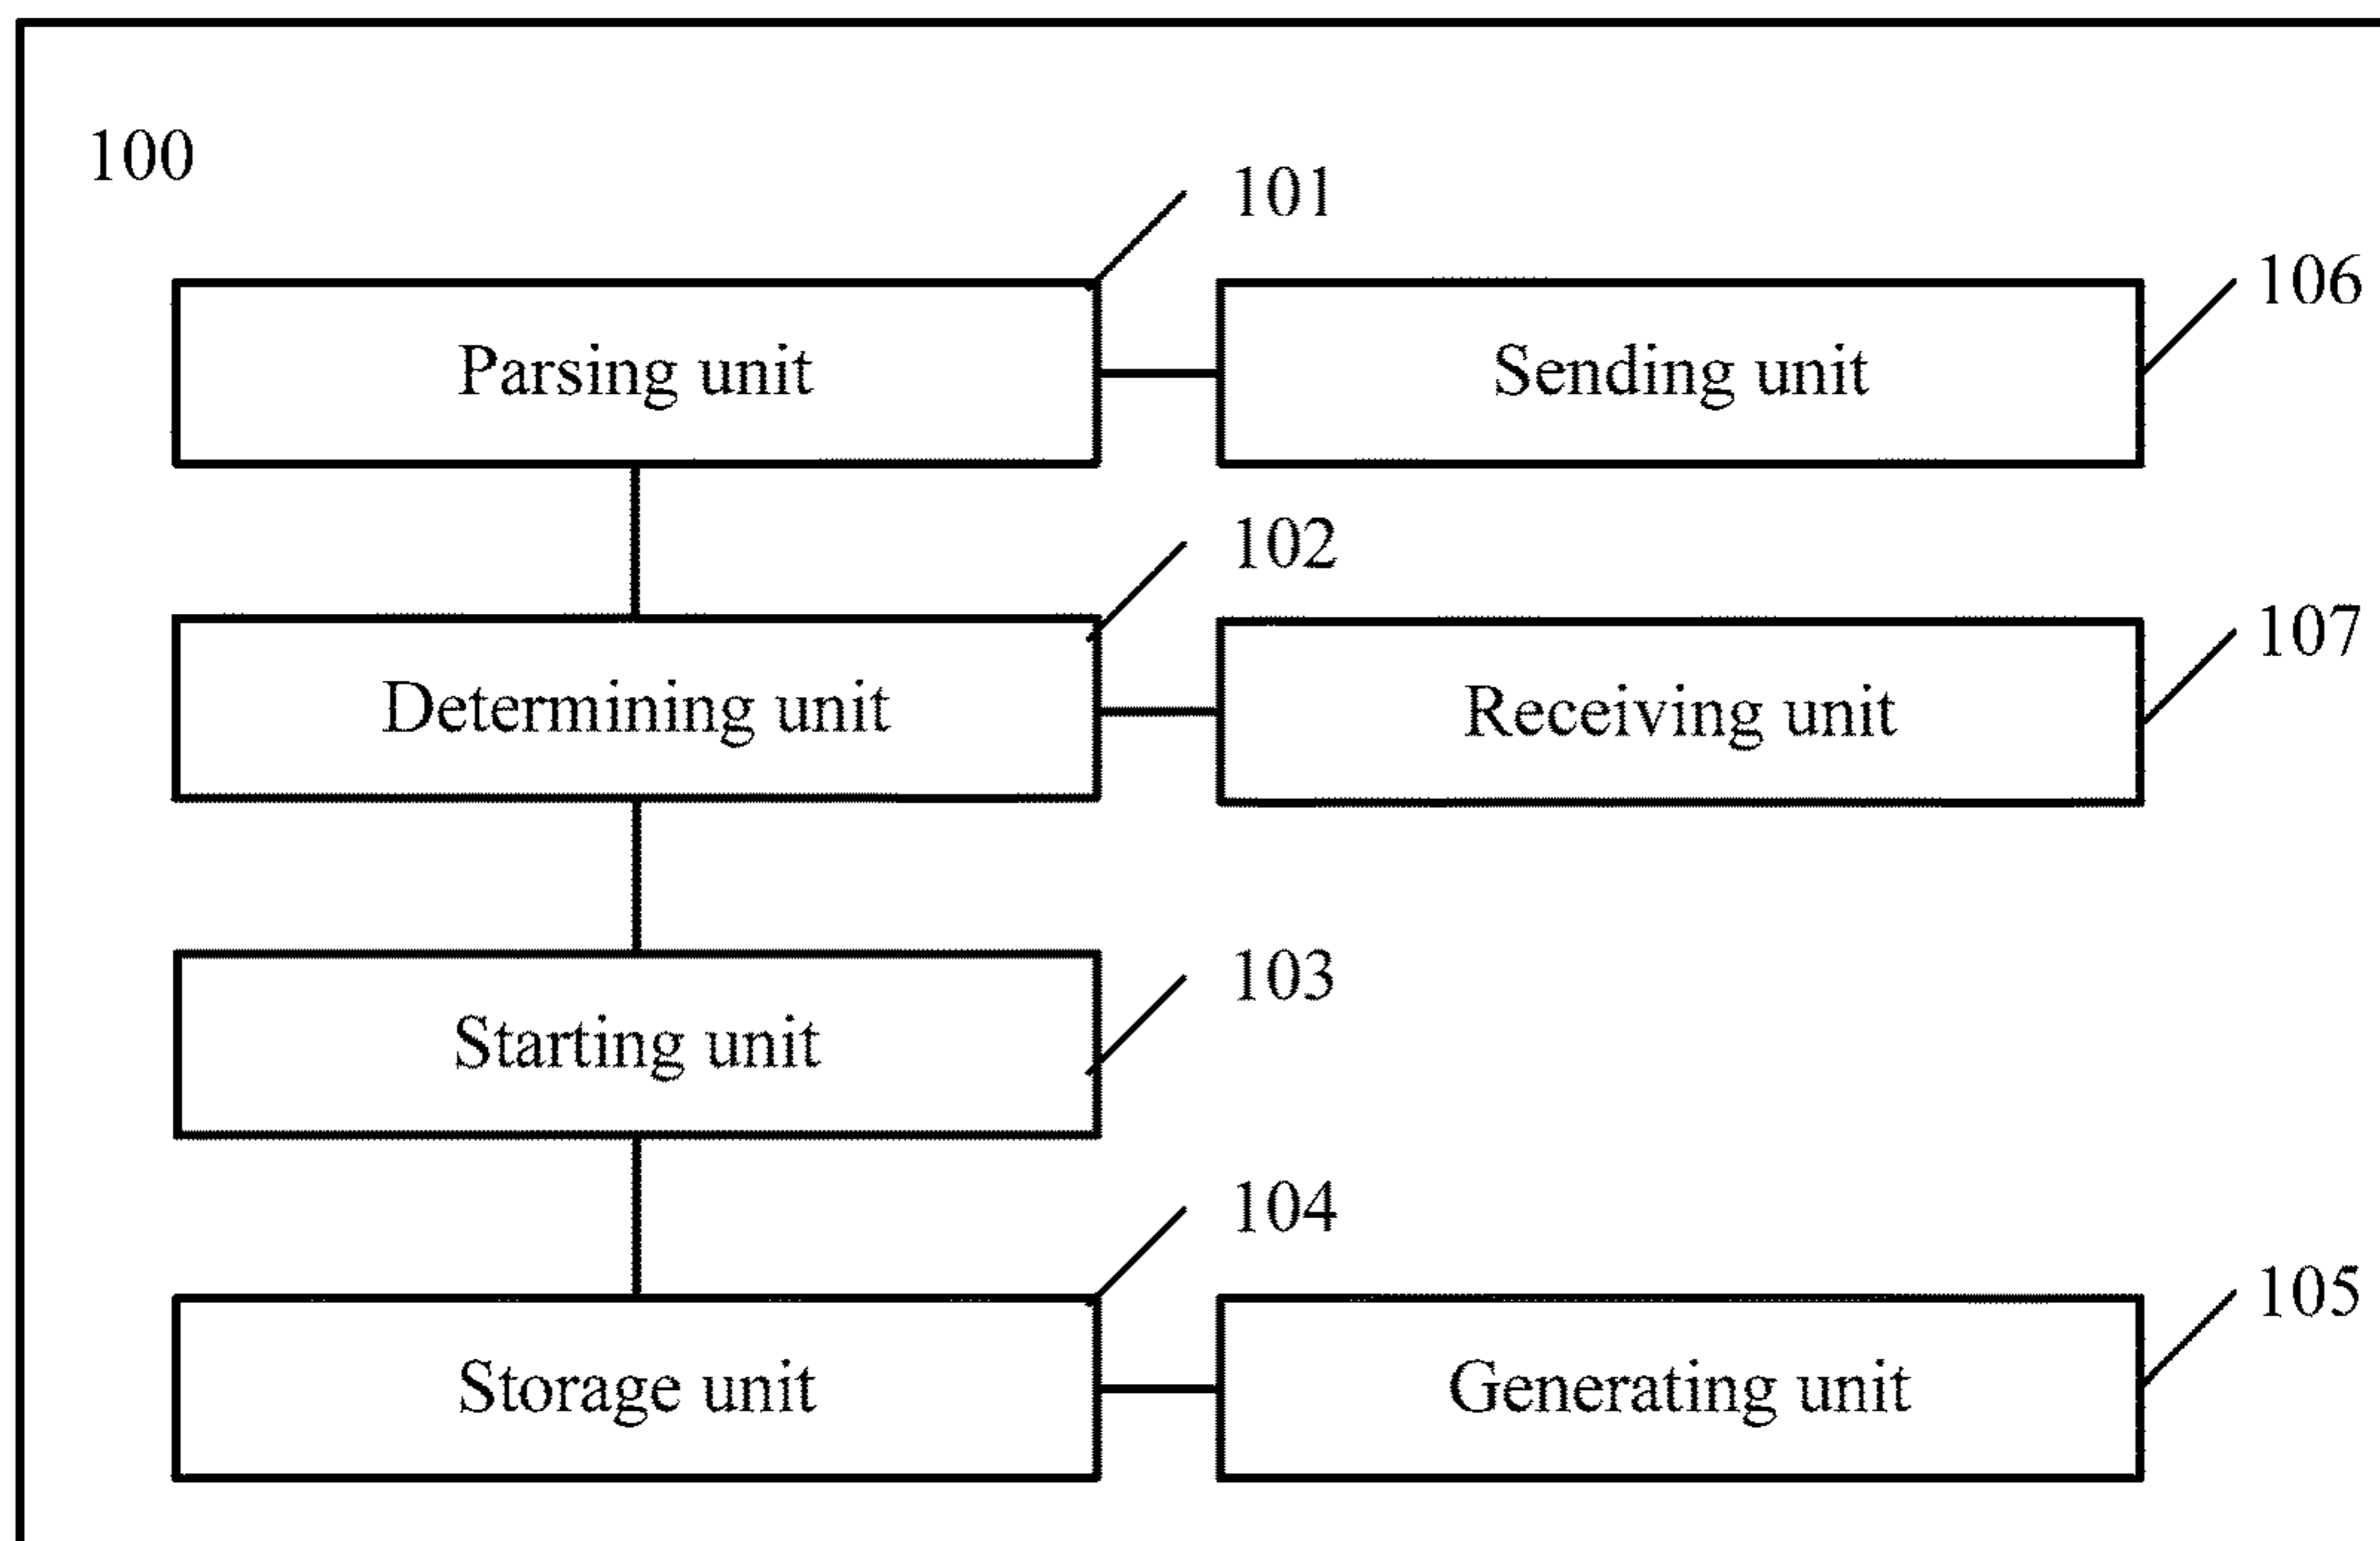 100
101
106
Parsing unit
Sending unit
102
107
Determining unit
Receiving unit
103
Starting unit
104
105
Storage unit
Generating unit